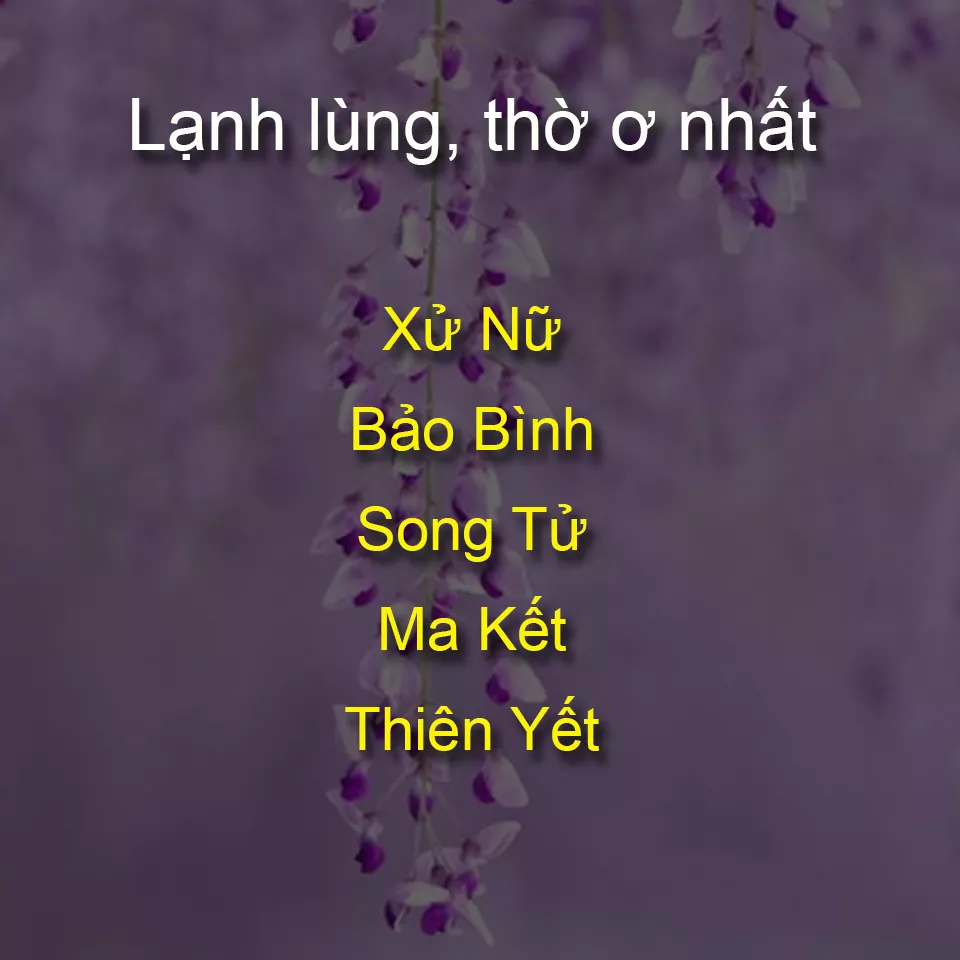 Lạnh lùng, thờ ơ nhất
Xử Nữ
Bảo Bình
Song Tử
Ma Kết
Thiên Yết